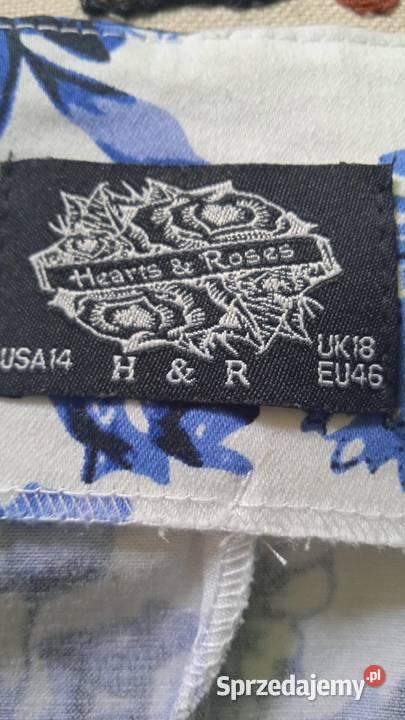 Hearts & Roses
USA14 H & R UK18
EU46
Sprzedajemy.pl